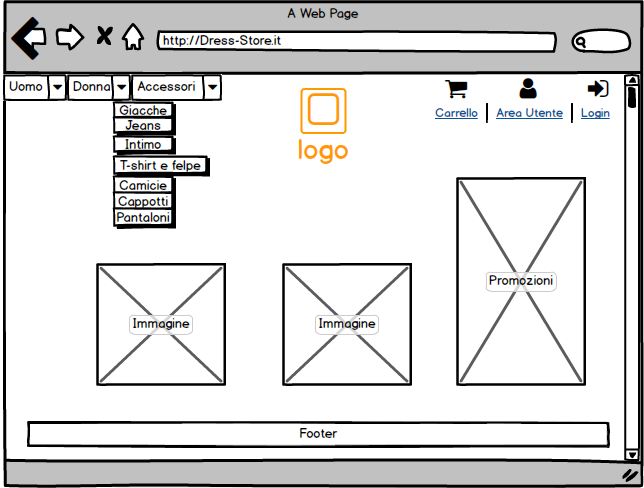 A Web Page
http://Dress-Store.it
Uomo
Donna
Accessori
Giacche
Jeans
Intimo
T-shirt e felpe
Camicie
Cappotti
Pantaloni
logo
Carrello
Area Utente
Login
Immagine
Immagine
Promozioni
Footer